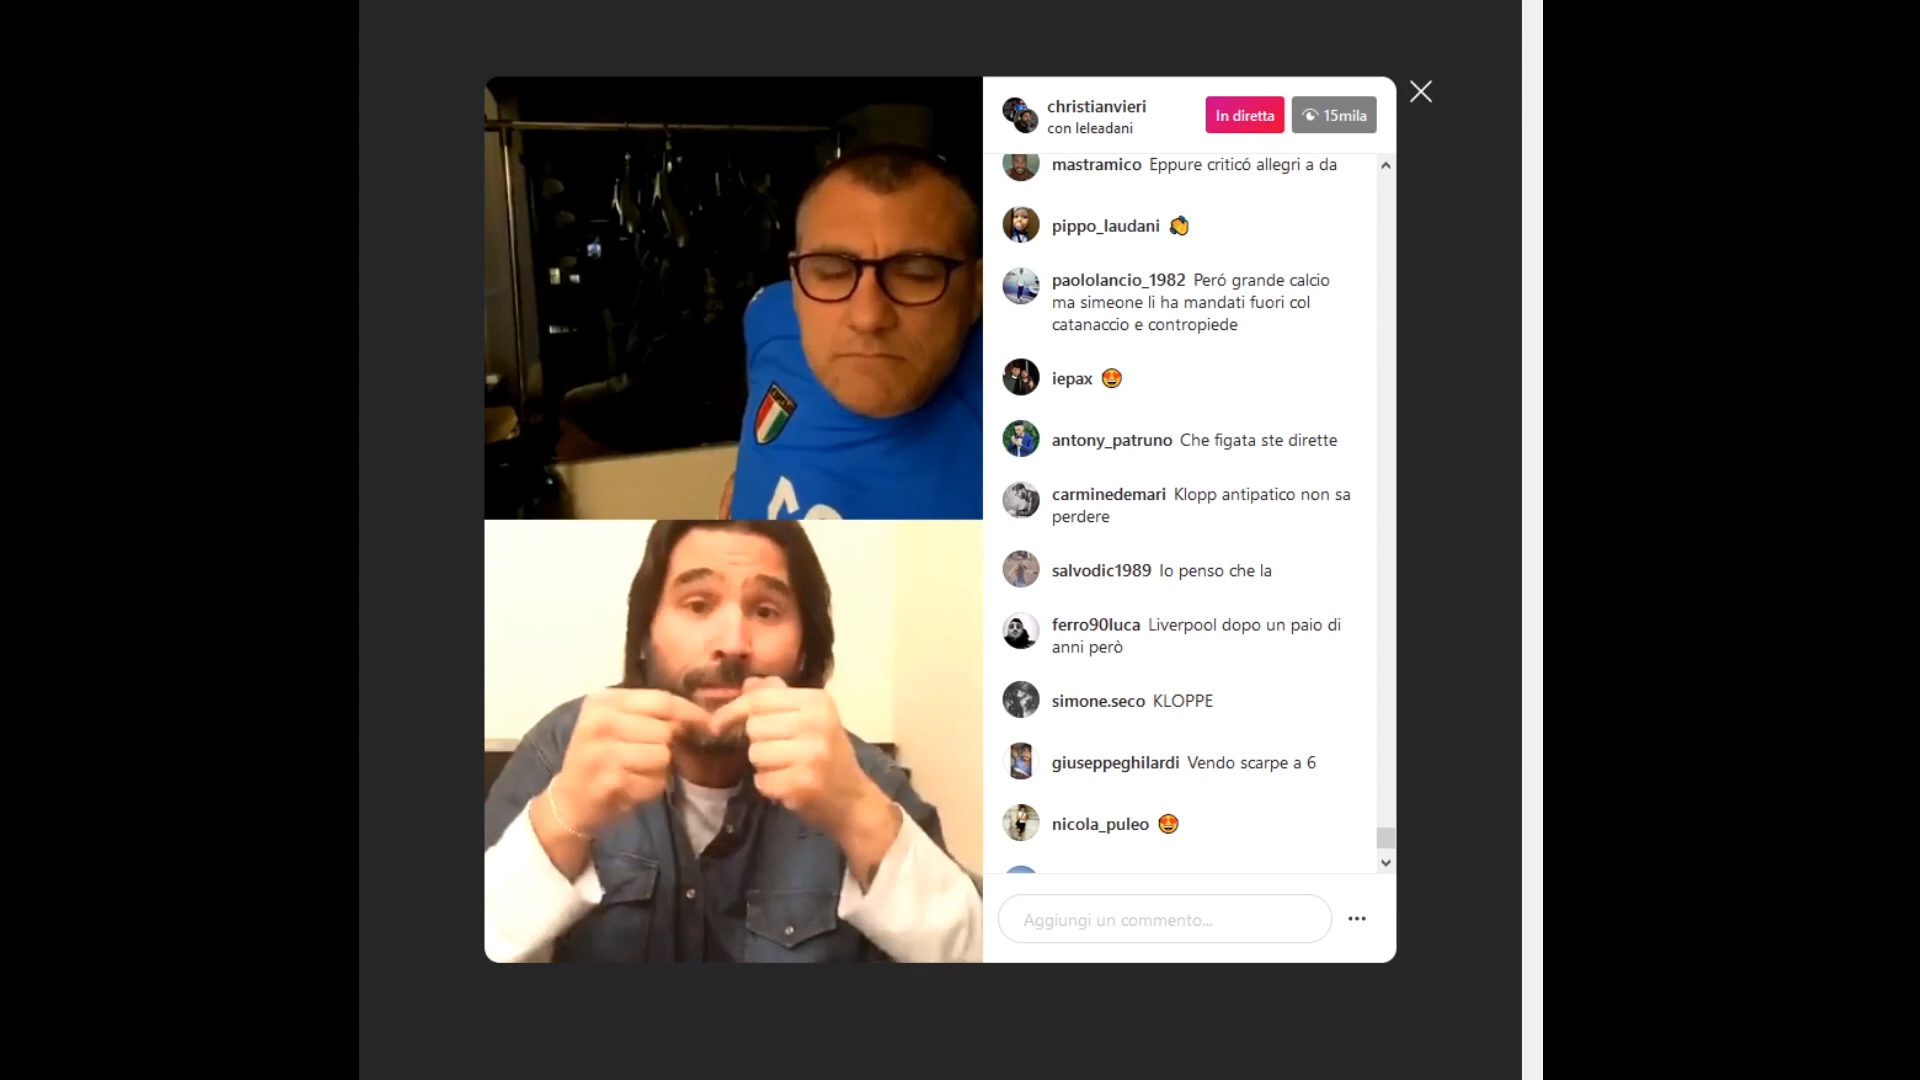 christianvieri
con leleadani
In diretta
15mila
mastramico Eppure criticó allegri a da
pippo_laudani
paololancio_1982 Peró grande calcio
ma simeone li ha mandati fuori col
catanaccio e contropiede
iepax
antony_patruno Che figata ste dirette
carminedemari Klopp antipatico non sa
perdere
salvodic1989 Io penso che la
ferro90luca Liverpool dopo un paio di
anni però
simone.seco KLOPPE
giuseppeghilardi Vendo scarpe a 6
nicola_puleo
Aggiungi un commento...